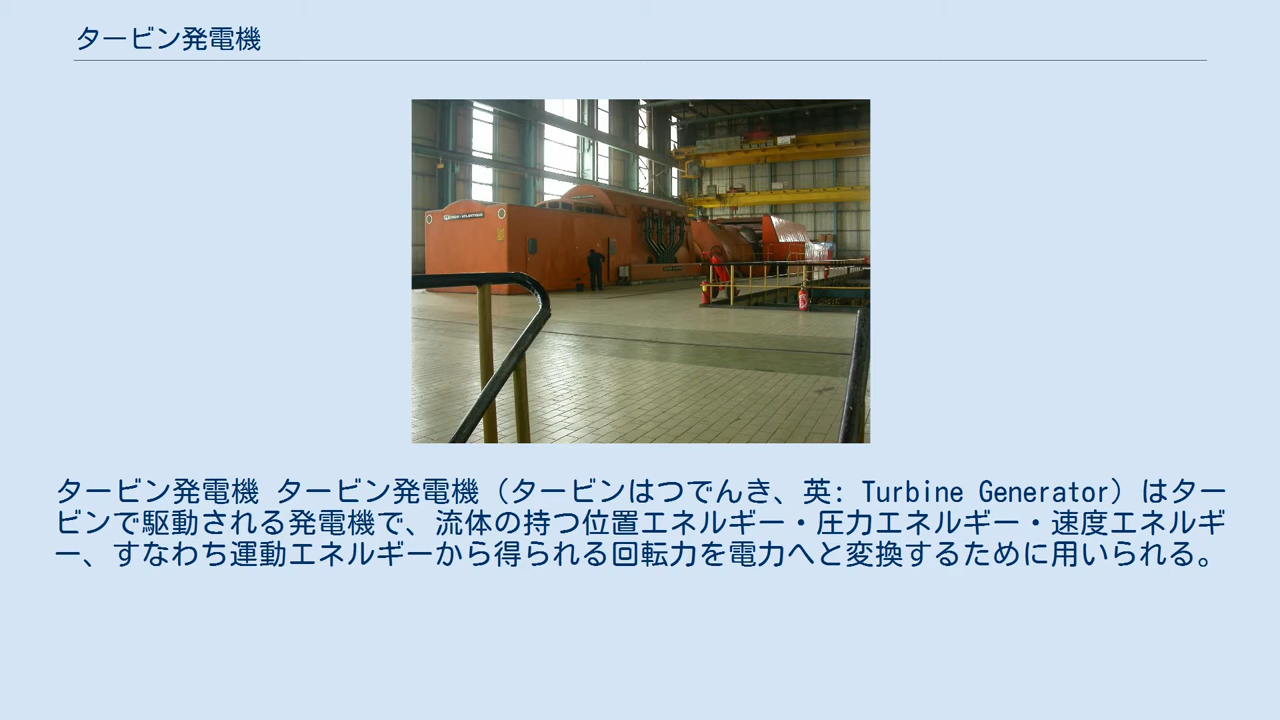 タービン発電機
タービン発電機 タービン発電機（タービンはつでんき、英: Turbine Generator）はター
ビンで駆動される発電機で、流体の持つ位置エネルギー・圧力エネルギー・速度エネルギ
ー、すなわち運動エネルギーから得られる回転力を電力へと変換するために用いられる。